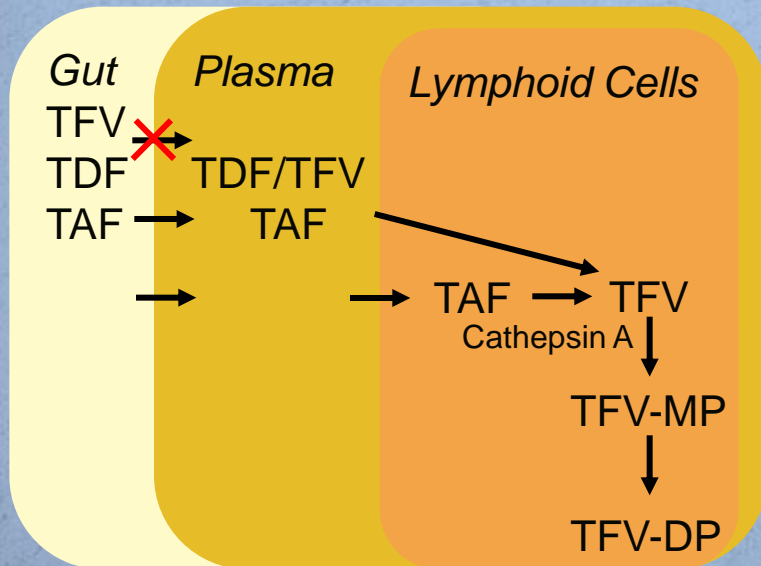 Gut
TFV
TDF
TAF
Plasma
TDF/TFV
TAF
Lymphoid Cells
TAF
TFV
Cathepsin A
TFV-MP
TFV-DP